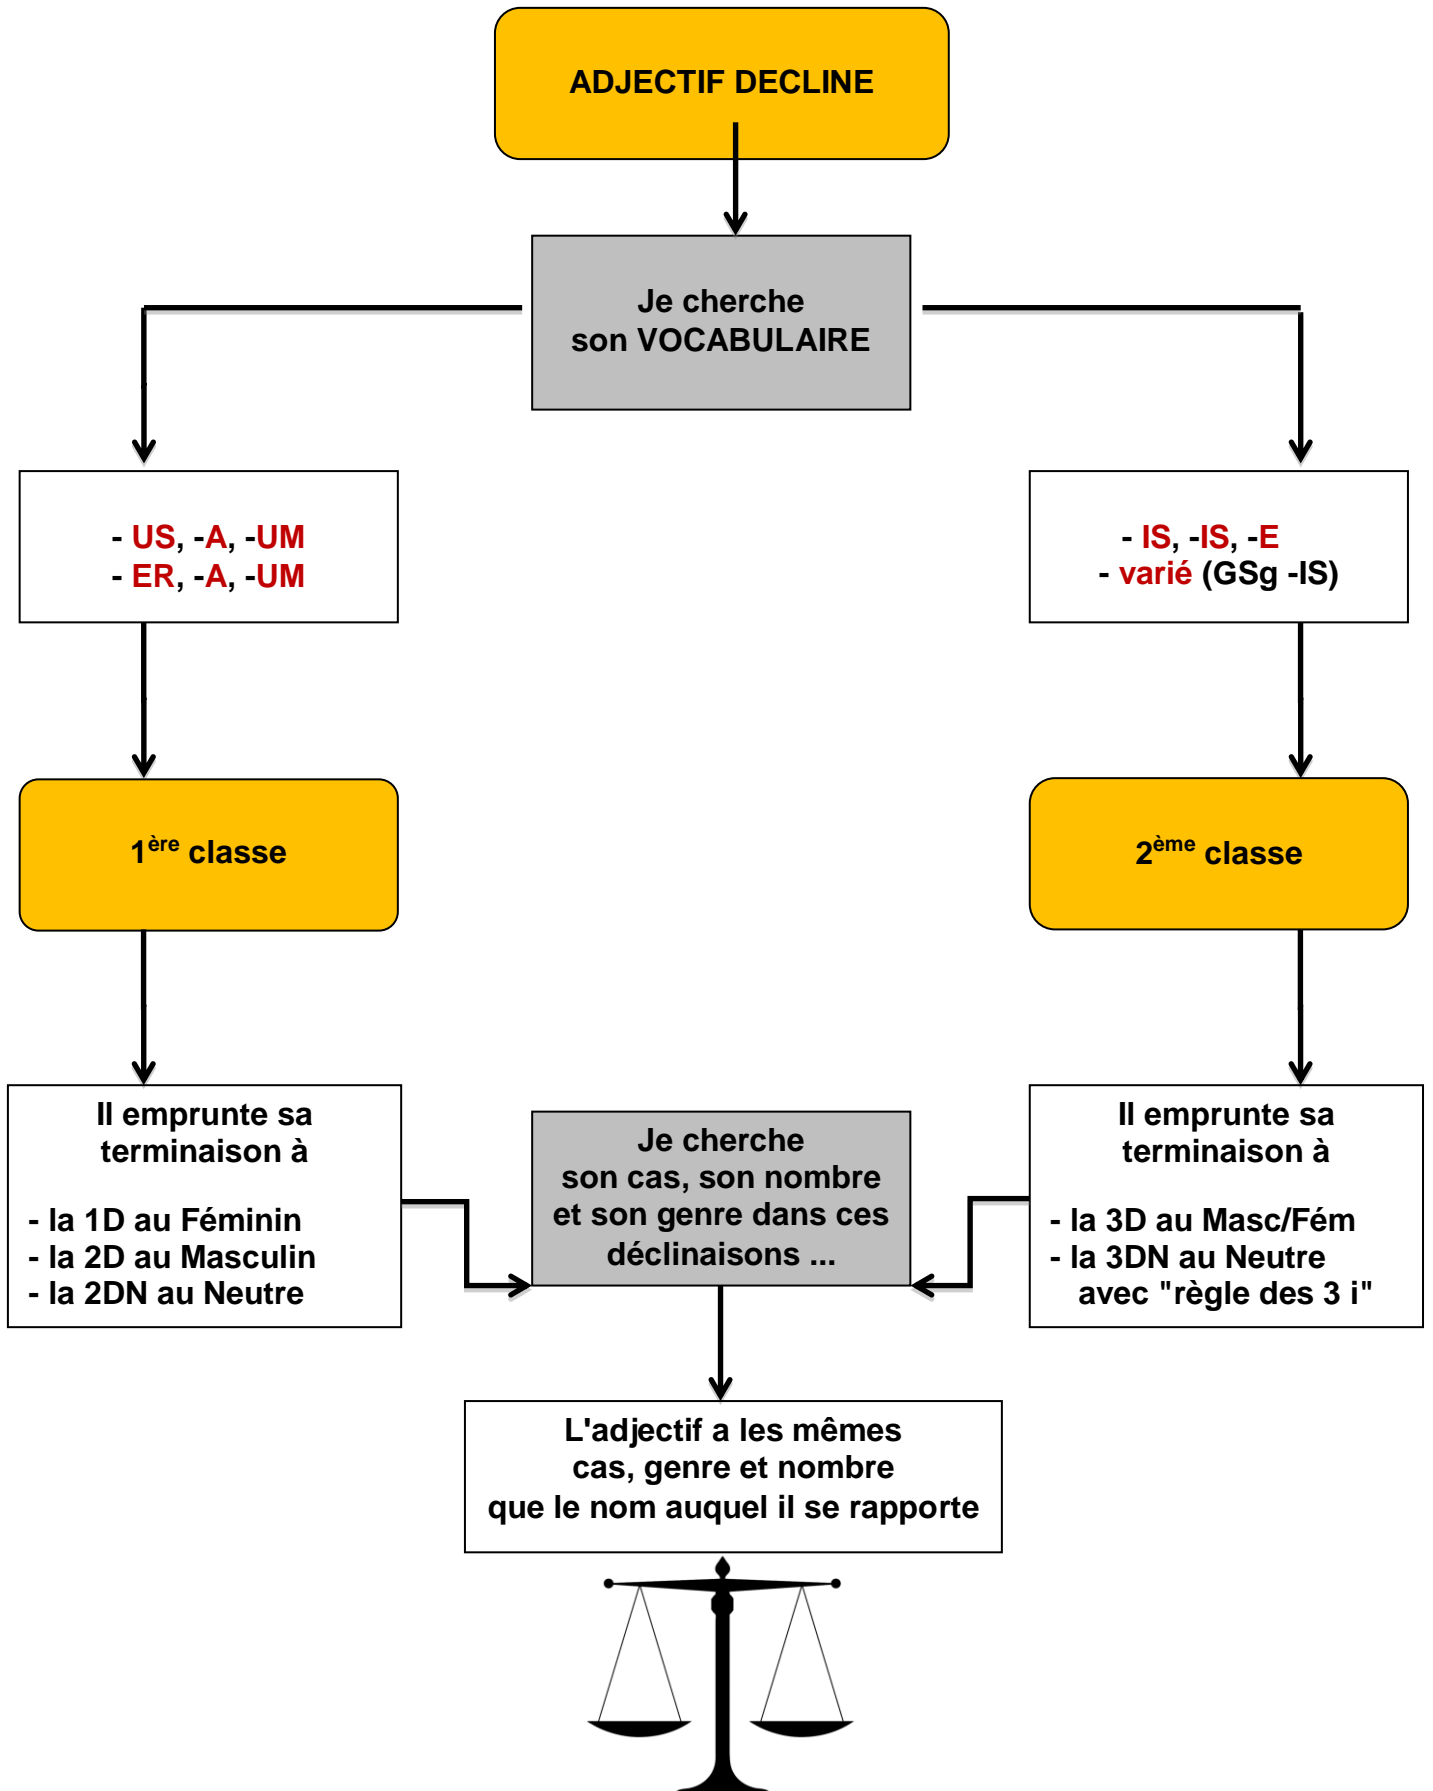 ADJECTIF DECLINE
Je cherche
son VOCABULAIRE
- US, -A, -UM
- ER, -A, -UM
- IS, -IS, -E
- varié (GSg -IS)
1ère classe
2ème classe
Il emprunte sa
terminaison à
- la 1D au Féminin
- la 2D au Masculin
- la 2DN au Neutre
Je cherche
son cas, son nombre
et son genre dans ces
déclinaisons ...
Il emprunte sa
terminaison à
- la 3D au Masc/Fém
- la 3DN au Neutre
avec "règle des 3 i"
L'adjectif a les mêmes
cas, genre et nombre
que le nom auquel il se rapporte